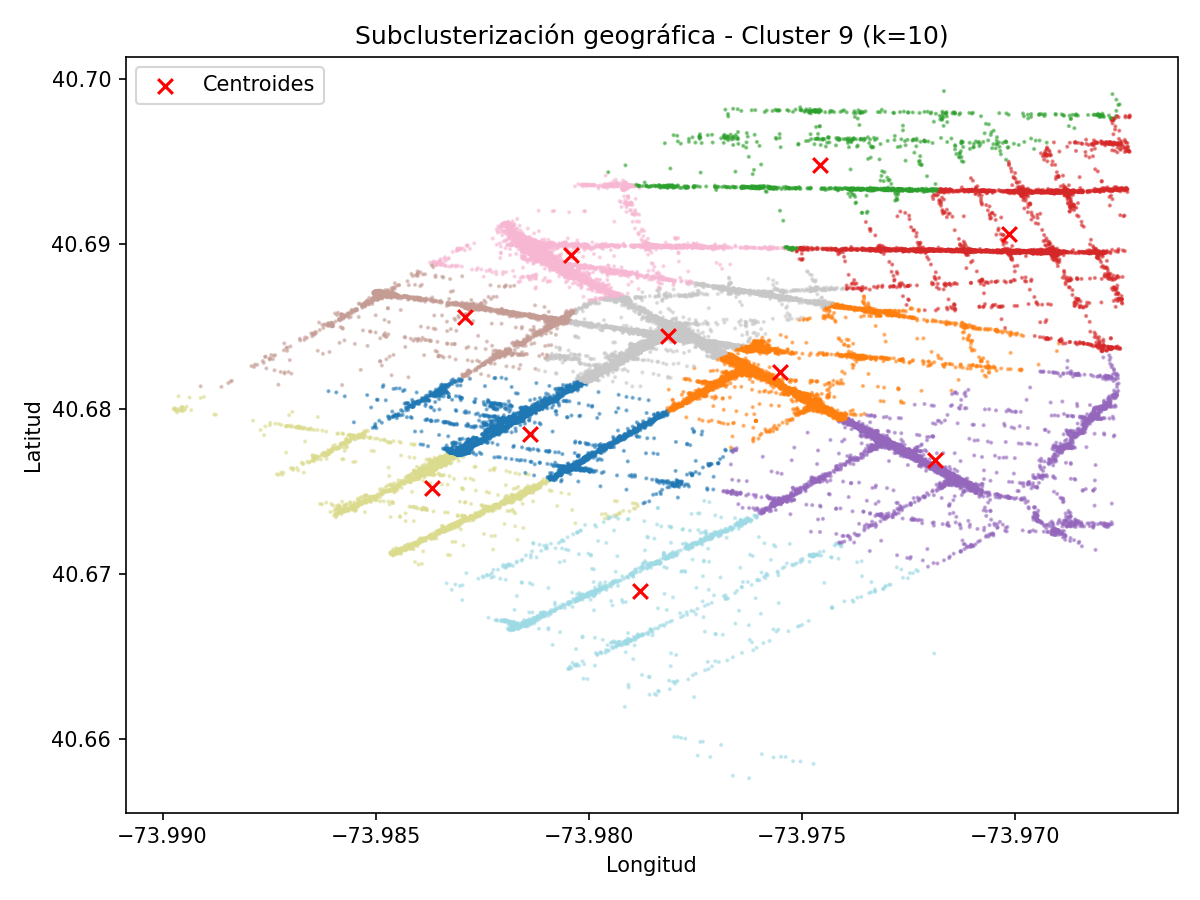 Subclusterización geográfica - Cluster 9 (k=10)
Centroides
40.70
40.69
40.68
40.67
40.66
Latitud
−73.990
−73.985
−73.980
−73.975
−73.970
Longitud